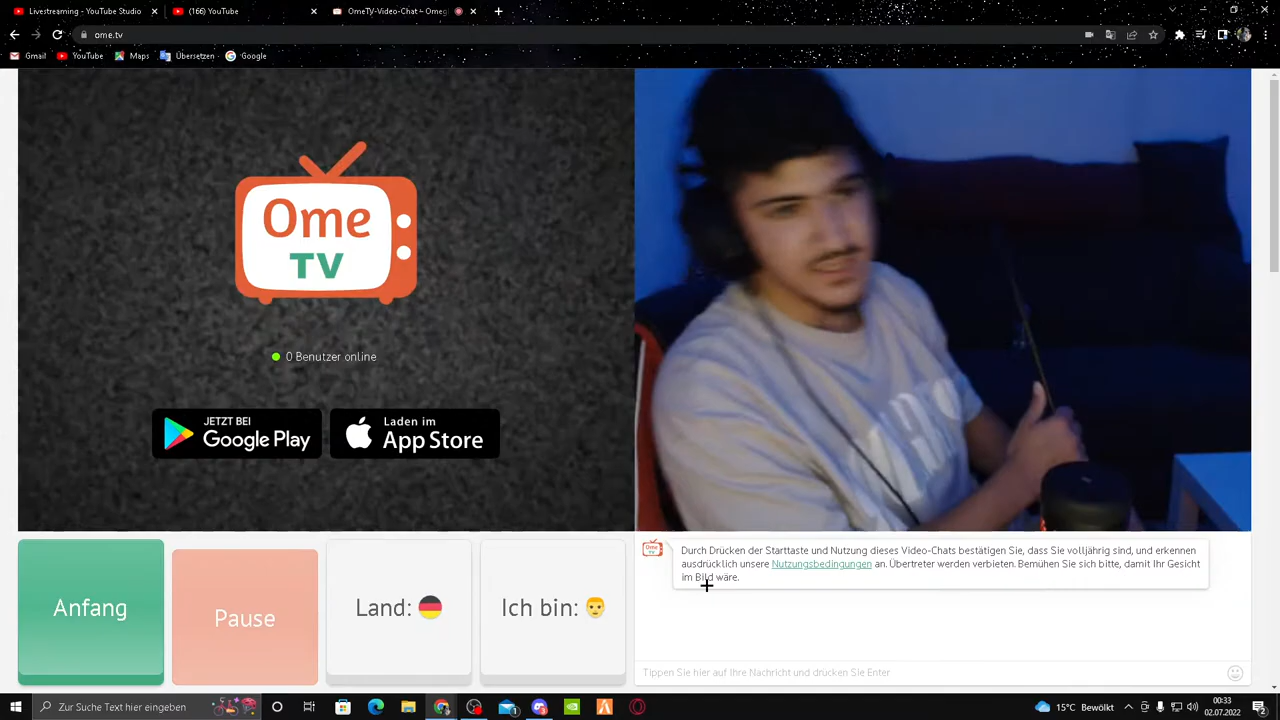 Livestreaming - YouTube Studio
(166) YouTube
OmeTV-Video-Chat – Omeg
ome.tv
Gmail
YouTube
Maps
Übersetzen
Google
Ome
TV
0 Benutzer online
JETZT BEI
Google Play
Laden im
App Store
Durch Drücken der Starttaste und Nutzung dieses Video-Chats bestätigen Sie, dass Sie volljährig sind, und erkennen
ausdrücklich unsere Nutzungsbedingungen an. Übertreter werden verbieten. Bemühen Sie sich bitte, damit Ihr Gesicht
im Bild wäre.
Anfang
Pause
Land:
Ich bin:
Tippen Sie hier auf Ihre Nachricht und drücken Sie Enter
Zur Suche Text hier eingeben
15°C Bewölkt
00:33
02.07.2022